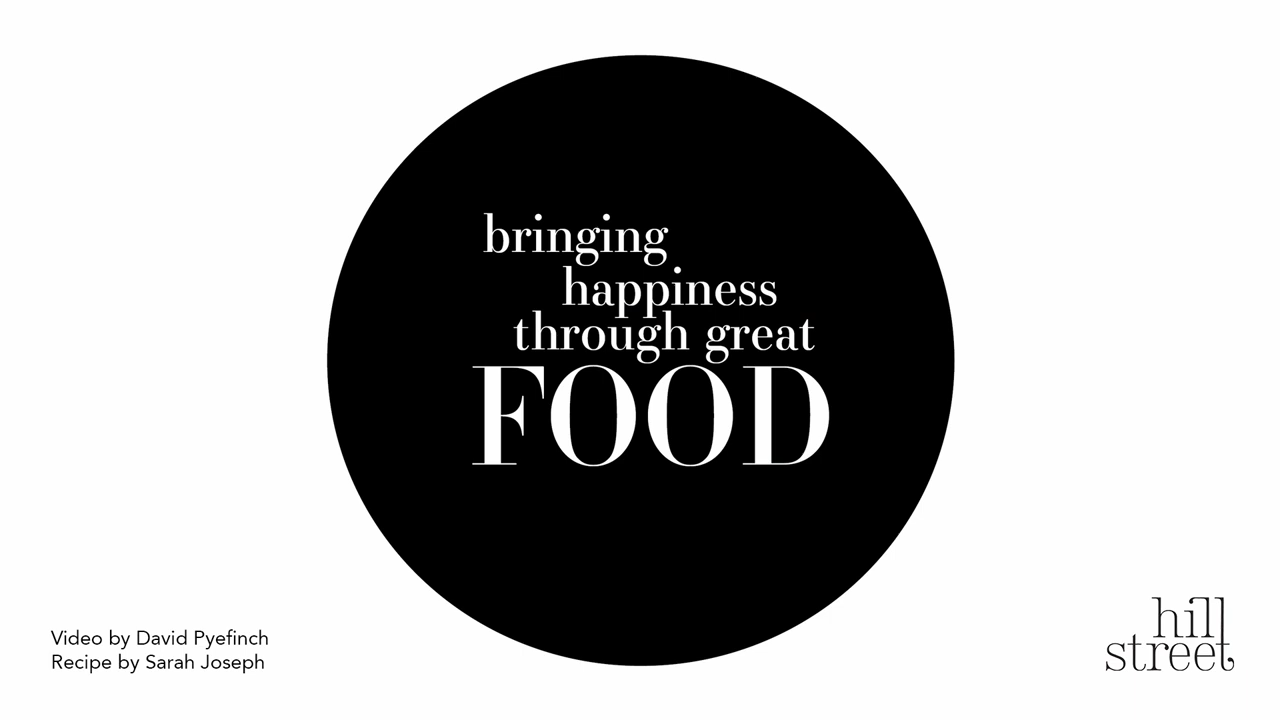 bringing
happiness
through great
FOOD
Video by David Pyefinch
Recipe by Sarah Joseph
hill
street